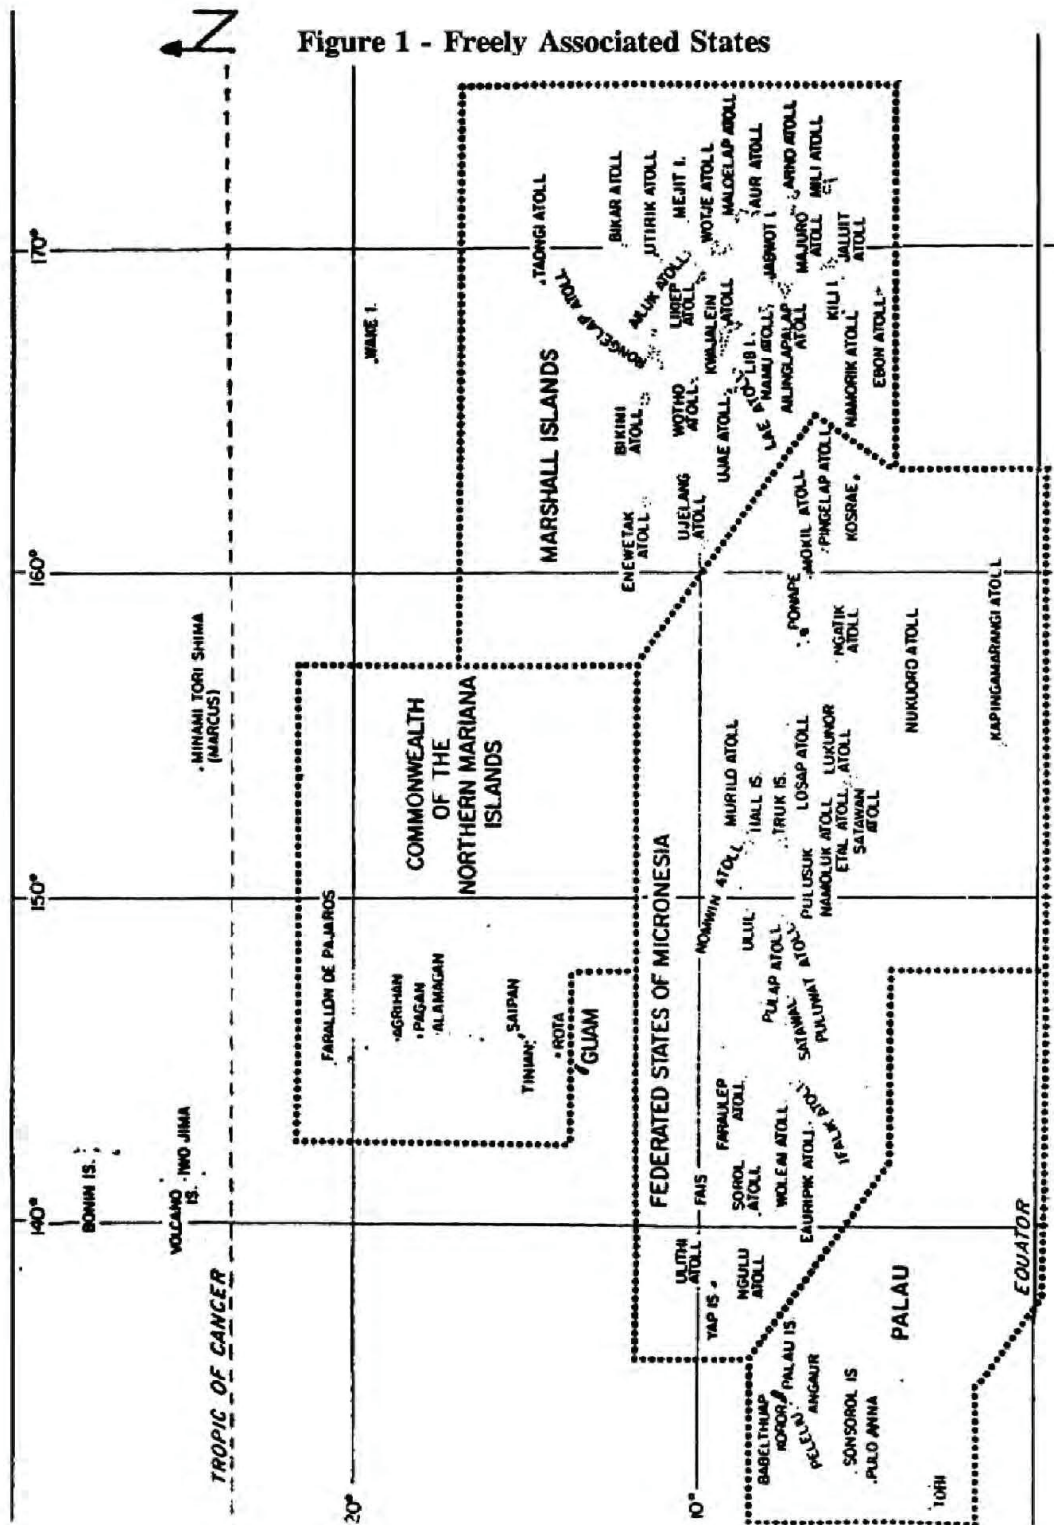 Figure 1 - Freely Associated States
N
TROPIC OF CANCER
EQUATOR
140°
150°
160°
170°
20°
10°
BONIN IS.
VOLCANO
IS.
IWO JIMA
MINAMI TORI SHIMA
(MARCUS)
WAKE I.
COMMONWEALTH
OF THE
NORTHERN MARIANA
ISLANDS
FARALLON DE PAJAROS
AGRIHAN
PAGAN
ALAMAGAN
SAIPAN
TINIAN
ROTA
GUAM
MARSHALL ISLANDS
TAONGI ATOLL
BIKAR ATOLL
UTIRIK ATOLL
MEJIT I.
WOTJE ATOLL
MALOELAP ATOLL
AUR ATOLL
ARNO ATOLL
MILI ATOLL
RONGELAP ATOLL
AILUK ATOLL
LIKIEP
ATOLL
KWAJALEIN
ATOLL
JABWOT I.
MAJURO
ATOLL
JALUIT
ATOLL
BIKINI
ATOLL
WOTHO
ATOLL
UJAE ATOLL
LAE ATOLL
LIB I.
NAMU ATOLL
AILINGLAPALAP
ATOLL
KILI I.
NAMORIK ATOLL
EBON ATOLL
ENEWETAK
ATOLL
UJELANG
ATOLL
FEDERATED STATES OF MICRONESIA
ULITHI
ATOLL
YAP IS
NGULU
ATOLL
FAIS
SOROL
ATOLL
FARAULEP
ATOLL
WOLEAI ATOLL
EAURIPIK ATOLL
IFALIK ATOLL
PULAP ATOLL
SATAWAL
PULUWAT ATOLL
ULUL
NOMWIN ATOLL
MURILO ATOLL
HALL IS.
TRUK IS.
PULUSUK
LOSAP ATOLL
NAMOLUK ATOLL
ETAL ATOLL
LUKUNOR
ATOLL
SATAWAN
ATOLL
PONAPE
MOKIL ATOLL
PINGELAP ATOLL
KOSRAE
NGATIK
ATOLL
NUKUORO ATOLL
KAPINGAMARANGI ATOLL
PALAU
BABELTHUAP
KOROR
PALAU IS.
PELELIU
ANGAUR
SONSOROL IS
PULO ANNA
TOBI